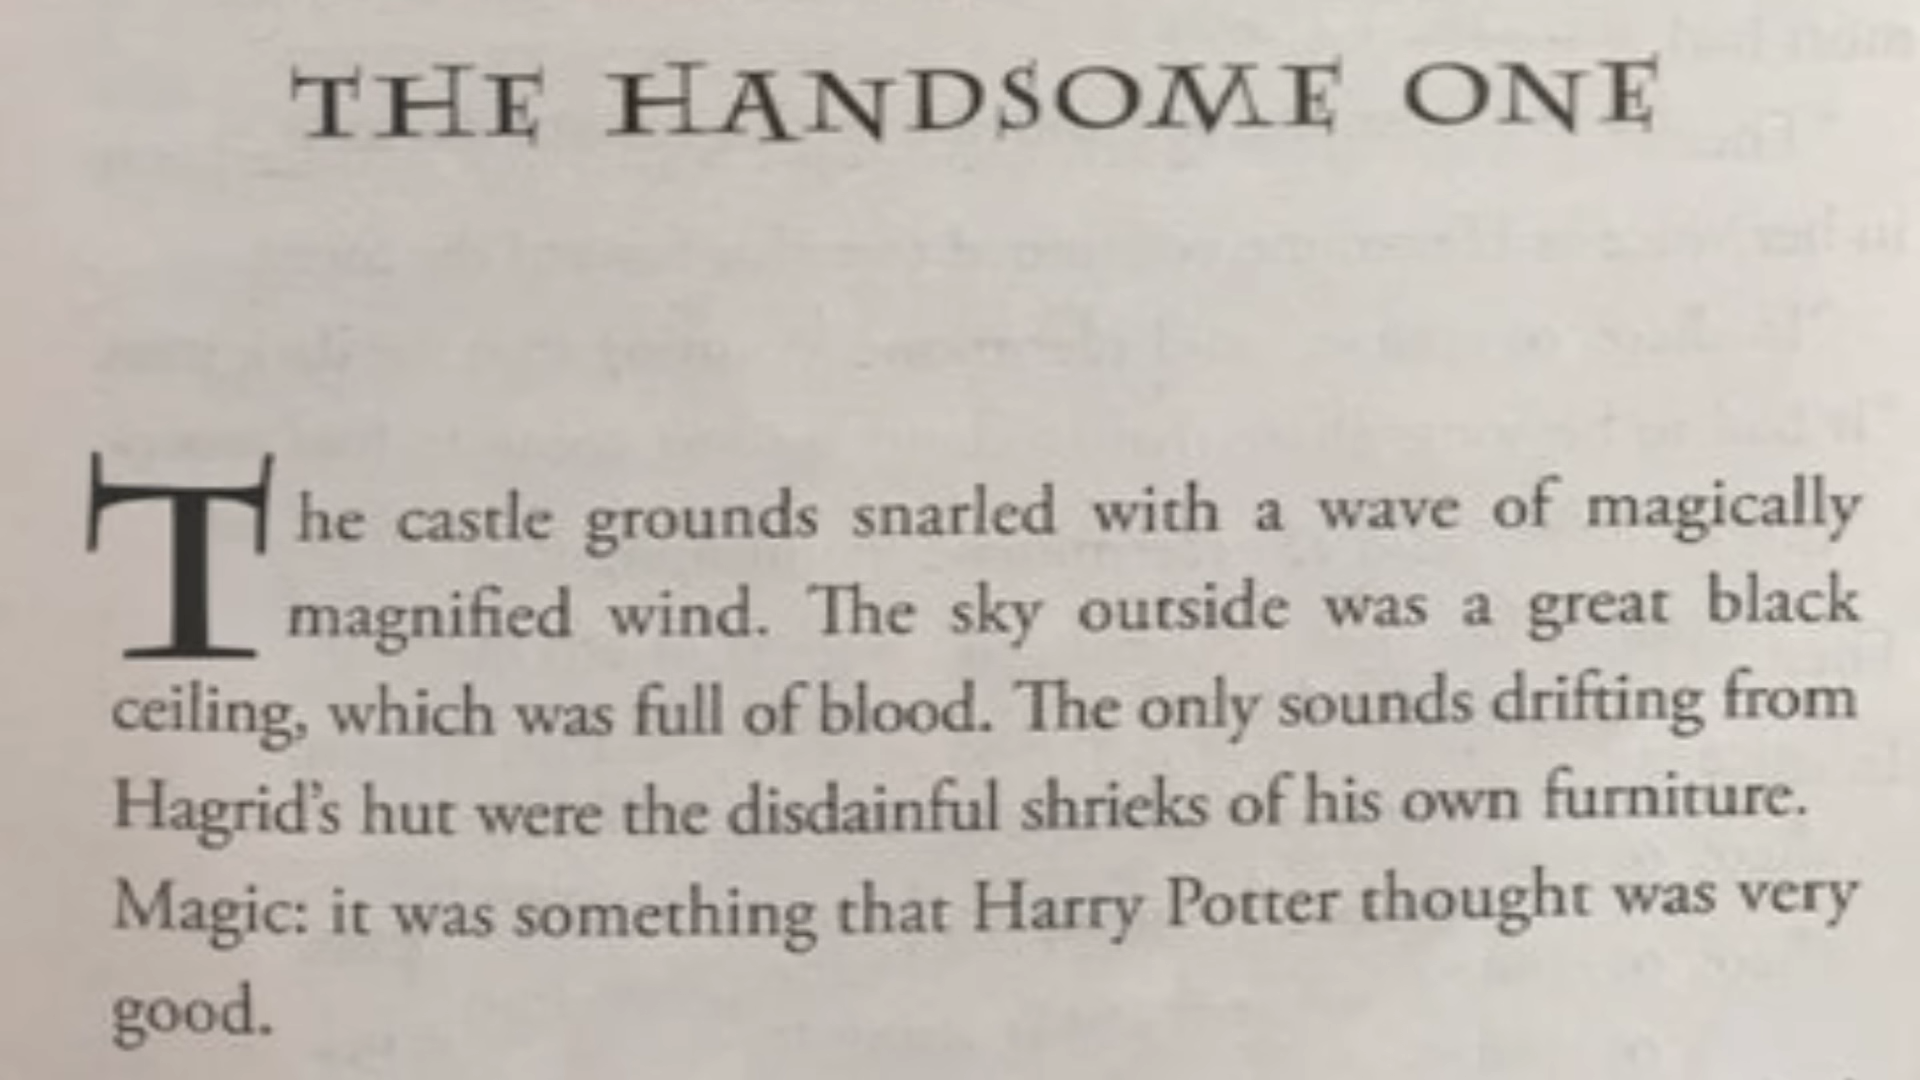 THE HANDSOME ONE
The castle grounds snarled with a wave of magically
magnified wind. The sky outside was a great black
ceiling, which was full of blood. The only sounds drifting from
Hagrid’s hut were the disdainful shrieks of his own furniture.
Magic: it was something that Harry Potter thought was very
good.